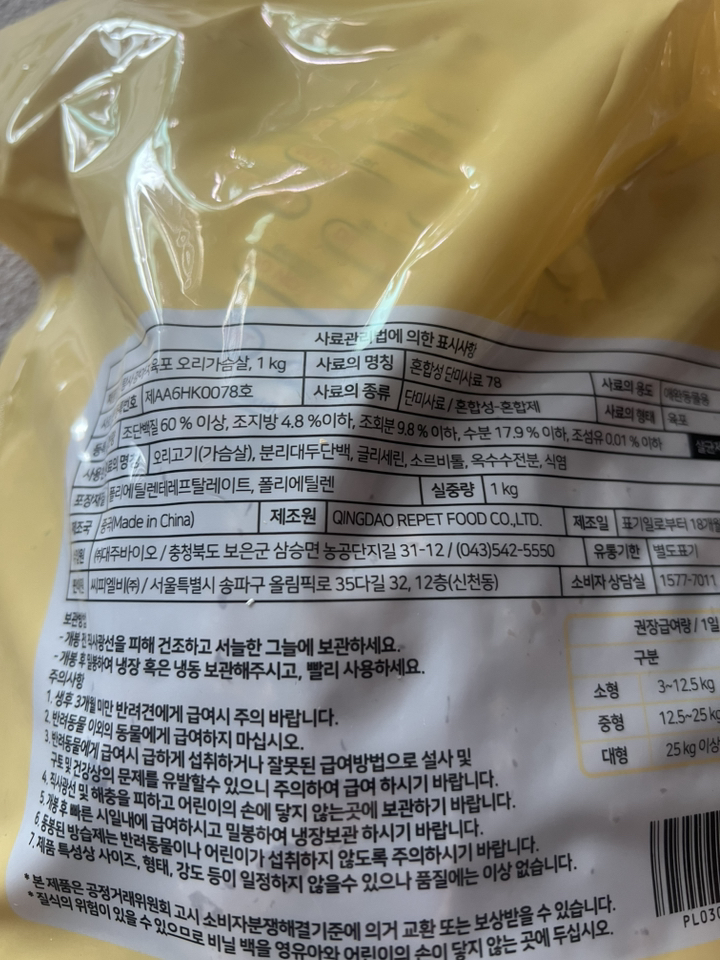 사료관리법에 의한 표시사항
육포 오리가슴살, 1 kg 사료의 명칭 혼합성 단미사료 78 사료의 용도 애완동물용
제AA6HK0078호 사료의 종류 단미사료 / 혼합성-혼합제 사료의 형태 육포
조단백질 60 % 이상, 조지방 4.8 %이하, 조회분 9.8 % 이하, 수분 17.9 % 이하, 조섬유 0.01 % 이하
오리고기(가슴살), 분리대두단백, 글리세린, 소르비톨, 옥수수전분, 식염
폴리에틸렌테레프탈레이트, 폴리에틸렌 실중량 1 kg
제조국 중국(Made in China) 제조원 QINGDAO REPET FOOD CO.,LTD. 제조일 표기일로부터 18개월
㈜대주바이오 / 충청북도 보은군 삼승면 농공단지길 31-12 / (043)542-5550 유통기한 별도표기
씨피엘비㈜ / 서울특별시 송파구 올림픽로 35다길 32, 12층(신천동) 소비자 상담실 1577-7011
보관방법
- 개봉 전 직사광선을 피해 건조하고 서늘한 그늘에 보관하세요.
- 개봉 후 밀봉하여 냉장 혹은 냉동 보관해주시고, 빨리 사용하세요.
주의사항
1. 생후 3개월 미만 반려견에게 급여시 주의 바랍니다.
2. 반려동물 이외의 동물에게 급여하지 마십시오.
3. 반려동물에게 급여시 급하게 섭취하거나 잘못된 급여방법으로 설사 및
구토 및 건강상의 문제를 유발할수 있으니 주의하여 급여 하시기 바랍니다.
4. 직사광선 및 해충을 피하고 어린이의 손에 닿지 않는곳에 보관하기 바랍니다.
5. 개봉 후 빠른 시일내에 급여하시고 밀봉하여 냉장보관 하시기 바랍니다.
6. 동봉된 방습제는 반려동물이나 어린이가 섭취하지 않도록 주의하시기 바랍니다.
7. 제품 특성상 사이즈, 형태, 강도 등이 일정하지 않을수 있으나 품질에는 이상 없습니다.
* 본 제품은 공정거래위원회 고시 소비자분쟁해결기준에 의거 교환 또는 보상받을 수 있습니다.
* 질식의 위험이 있을 수 있으므로 비닐 백을 영유아와 어린이의 손이 닿지 않는 곳에 두십시오.
권장급여량 / 1일
구분
소형 3~12.5 kg
중형 12.5~25 kg
대형 25 kg 이상
PL030